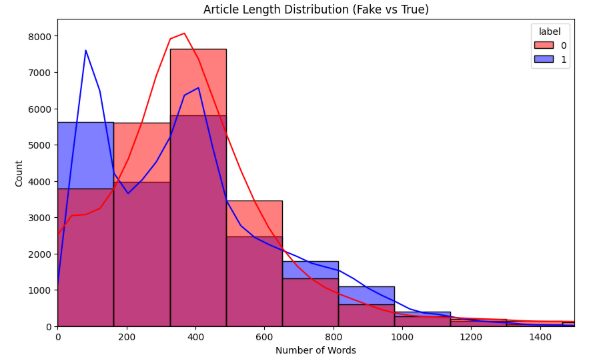 Article Length Distribution (Fake vs True)
label
0
1
Count
8000
7000
6000
5000
4000
3000
2000
1000
0
0 200 400 600 800 1000 1200 1400
Number of Words